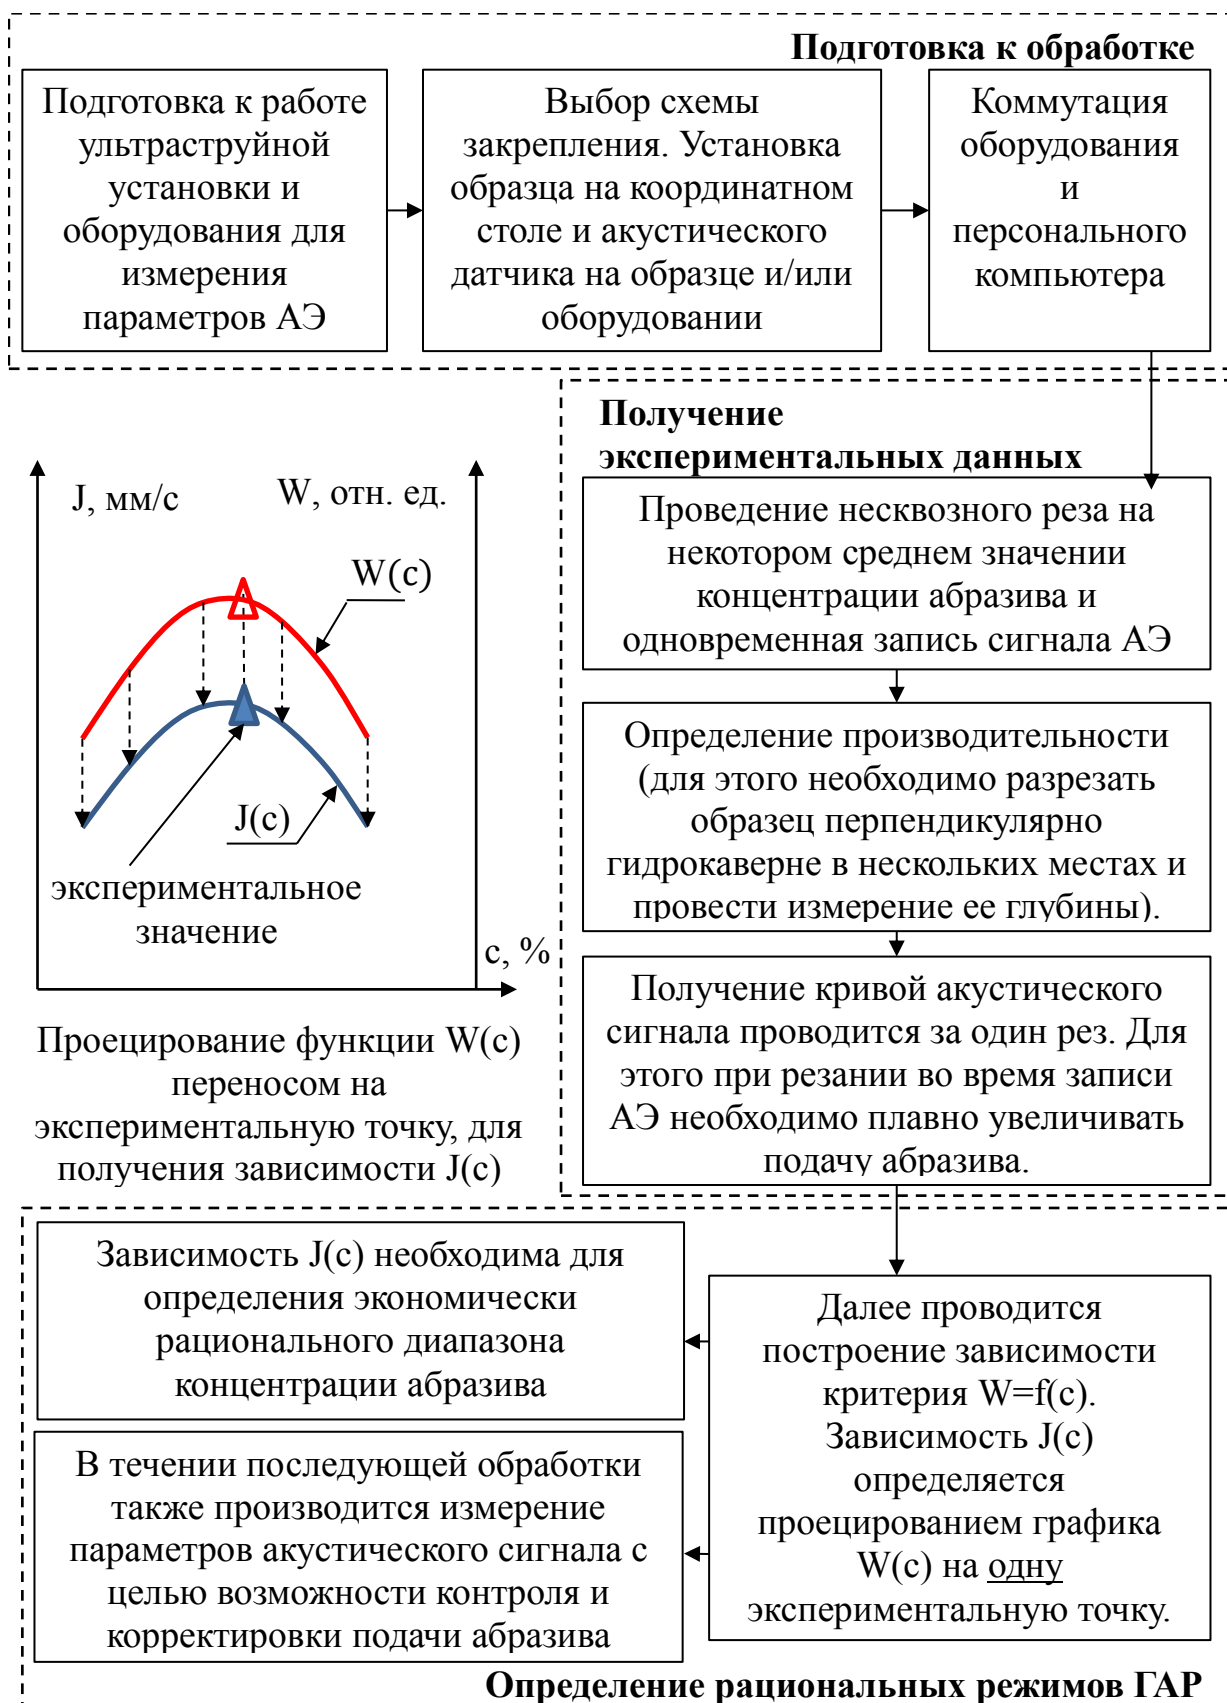 Подготовка к обработке
Подготовка к работе
ультраструйной
установки и
оборудования для
измерения
параметров АЭ
Выбор схемы
закрепления. Установка
образца на координатном
столе и акустического
датчика на образце и/или
оборудовании
Коммутация
оборудования
и
персонального
компьютера
Получение
экспериментальных данных
Проведение несквозного реза на
некотором среднем значении
концентрации абразива и
одновременная запись сигнала АЭ
Определение производительности
(для этого необходимо разрезать
образец перпендикулярно
гидрокаверне в нескольких местах и
провести измерение ее глубины).
Получение кривой акустического
сигнала проводится за один рез. Для
этого при резании во время записи
АЭ необходимо плавно увеличивать
подачу абразива.
J, мм/с
W, отн. ед.
W(c)
J(c)
экспериментальное
значение
c, %
Проецирование функции W(c)
переносом на
экспериментальную точку, для
получения зависимости J(c)
Далее проводится
построение зависимости
критерия W=f(c).
Зависимость J(c)
определяется
проецированием графика
W(c) на одну
экспериментальную точку.
Зависимость J(c) необходима для
определения экономически
рационального диапазона
концентрации абразива
В течении последующей обработки
также производится измерение
параметров акустического сигнала с
целью возможности контроля и
корректировки подачи абразива
Определение рациональных режимов ГАР